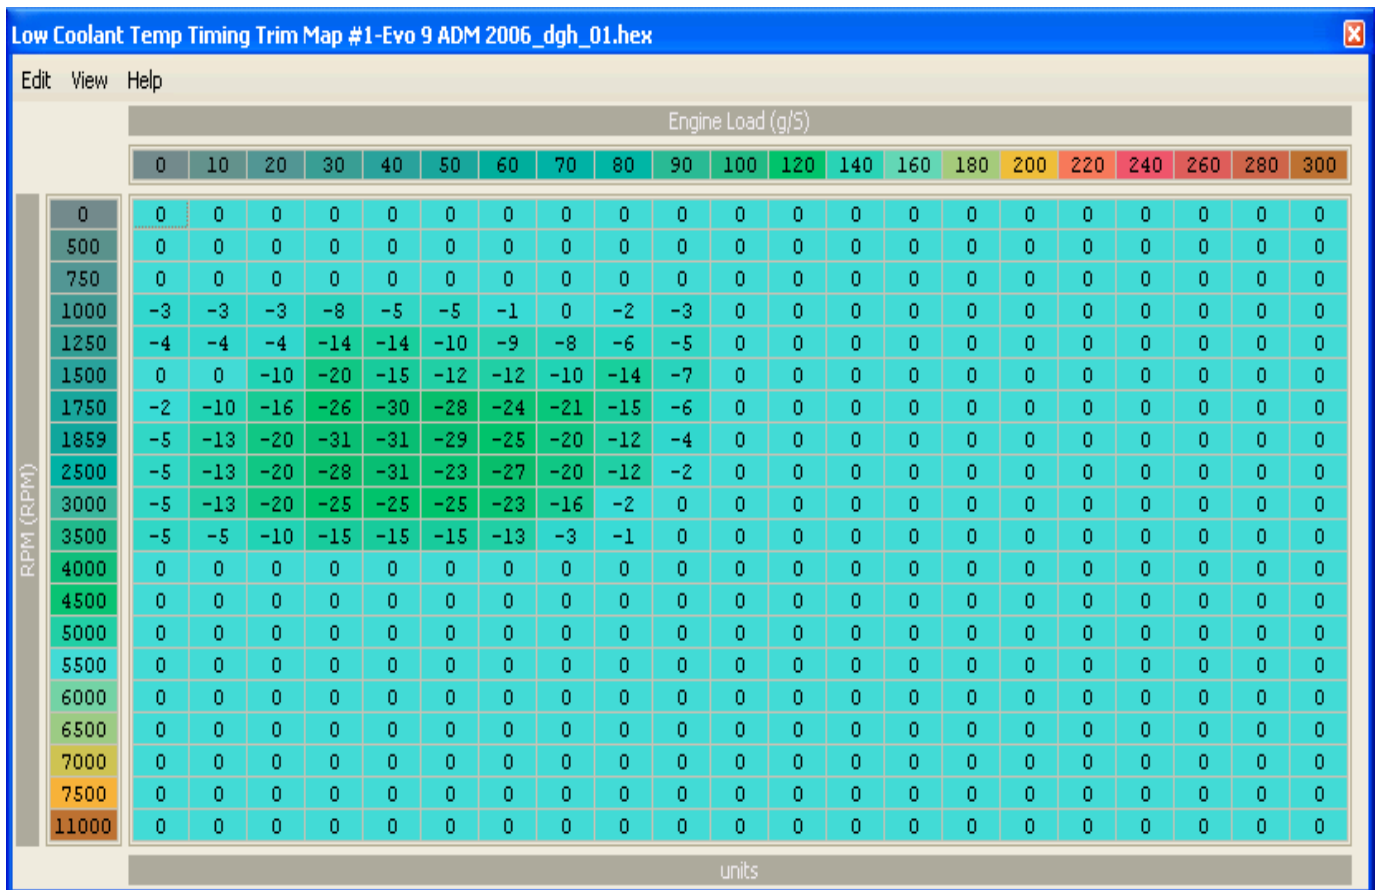 Low Coolant Temp Timing Trim Map #1-Evo 9 ADM 2006_dgh_01.hex
Edit View Help
Engine Load (g/S)
0 10 20 30 40 50 60 70 80 90 100 120 140 160 180 200 220 240 260 280 300
RPM (RPM)
0 0 0 0 0 0 0 0 0 0 0 0 0 0 0 0 0 0 0 0 0 0
500 0 0 0 0 0 0 0 0 0 0 0 0 0 0 0 0 0 0 0 0 0
750 0 0 0 0 0 0 0 0 0 0 0 0 0 0 0 0 0 0 0 0 0
1000 -3 -3 -3 -8 -5 -5 -1 0 -2 -3 0 0 0 0 0 0 0 0 0 0 0
1250 -4 -4 -4 -14 -14 -10 -9 -8 -6 -5 0 0 0 0 0 0 0 0 0 0 0
1500 0 0 -10 -20 -15 -12 -12 -10 -14 -7 0 0 0 0 0 0 0 0 0 0 0
1750 -2 -10 -16 -26 -30 -28 -24 -21 -15 -6 0 0 0 0 0 0 0 0 0 0 0
1859 -5 -13 -20 -31 -31 -29 -25 -20 -12 -4 0 0 0 0 0 0 0 0 0 0 0
2500 -5 -13 -20 -28 -31 -23 -27 -20 -12 -2 0 0 0 0 0 0 0 0 0 0 0
3000 -5 -13 -20 -25 -25 -25 -23 -16 -2 0 0 0 0 0 0 0 0 0 0 0 0
3500 -5 -5 -10 -15 -15 -15 -13 -3 -1 0 0 0 0 0 0 0 0 0 0 0 0
4000 0 0 0 0 0 0 0 0 0 0 0 0 0 0 0 0 0 0 0 0 0
4500 0 0 0 0 0 0 0 0 0 0 0 0 0 0 0 0 0 0 0 0 0
5000 0 0 0 0 0 0 0 0 0 0 0 0 0 0 0 0 0 0 0 0 0
5500 0 0 0 0 0 0 0 0 0 0 0 0 0 0 0 0 0 0 0 0 0
6000 0 0 0 0 0 0 0 0 0 0 0 0 0 0 0 0 0 0 0 0 0
6500 0 0 0 0 0 0 0 0 0 0 0 0 0 0 0 0 0 0 0 0 0
7000 0 0 0 0 0 0 0 0 0 0 0 0 0 0 0 0 0 0 0 0 0
7500 0 0 0 0 0 0 0 0 0 0 0 0 0 0 0 0 0 0 0 0 0
11000 0 0 0 0 0 0 0 0 0 0 0 0 0 0 0 0 0 0 0 0 0
units